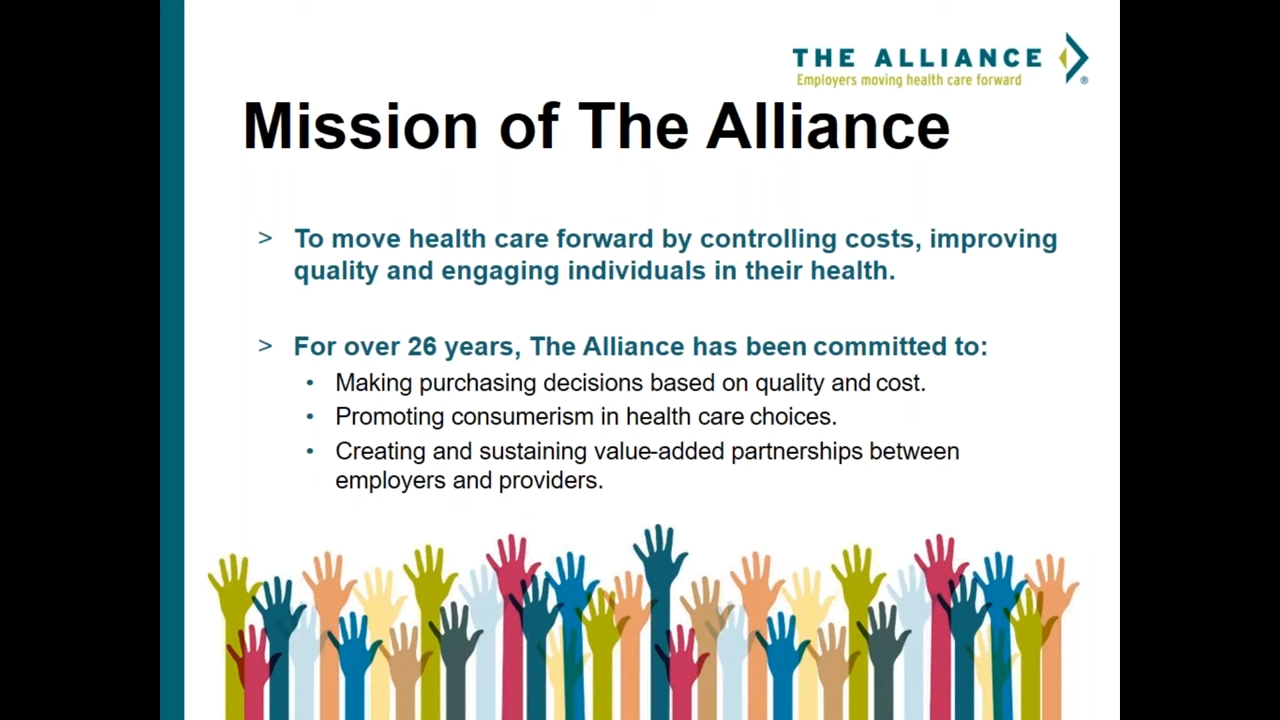 THE ALLIANCE
Employers moving health care forward
®
Mission of The Alliance
> To move health care forward by controlling costs, improving
quality and engaging individuals in their health.
> For over 26 years, The Alliance has been committed to:
• Making purchasing decisions based on quality and cost.
• Promoting consumerism in health care choices.
• Creating and sustaining value-added partnerships between
employers and providers.